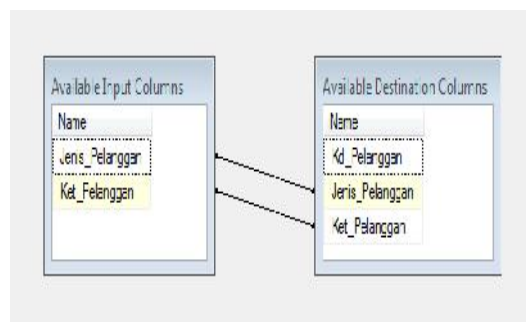 Available Input Columns
Name
Jenis_Pelanggan
Ket_Pelanggan
Available Destination Columns
Name
Kd_Pelanggan
Jenis_Pelanggan
Ket_Pelanggan